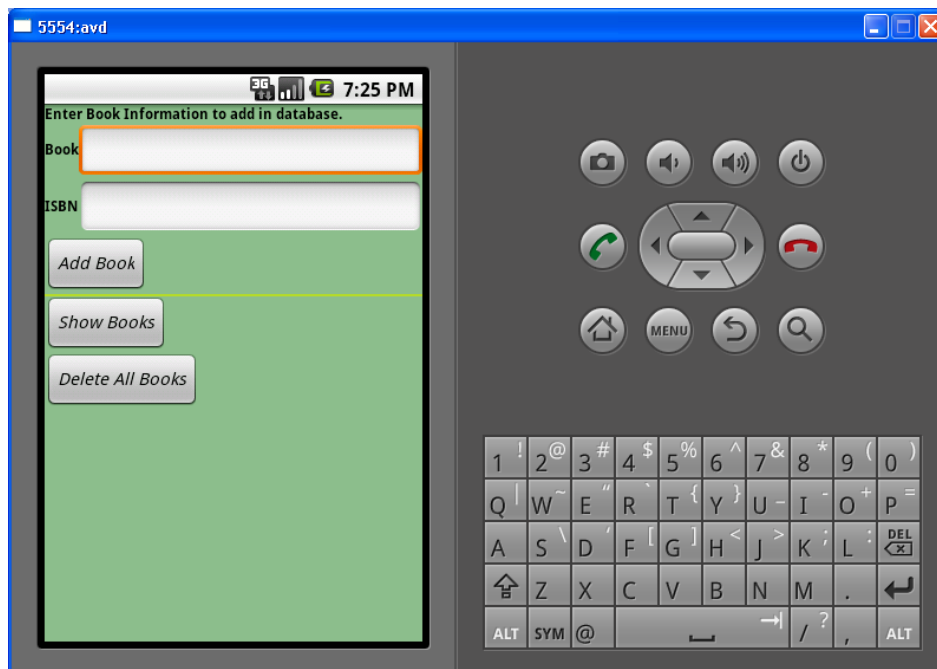 5554:avd
3G 7:25 PM
Enter Book Information to add in database.
Book
ISBN
Add Book
Show Books
Delete All Books
MENU
1 ! 2 @ 3 # 4 $ 5 % 6 ^ 7 & 8 * 9 ( 0 )
Q | W ~ E " R ` T { Y } U _ I - O + P =
A S \ D ' F [ G ] H < J > K ; L : DEL
Z X C V B N M .
ALT SYM @ / ? , ALT